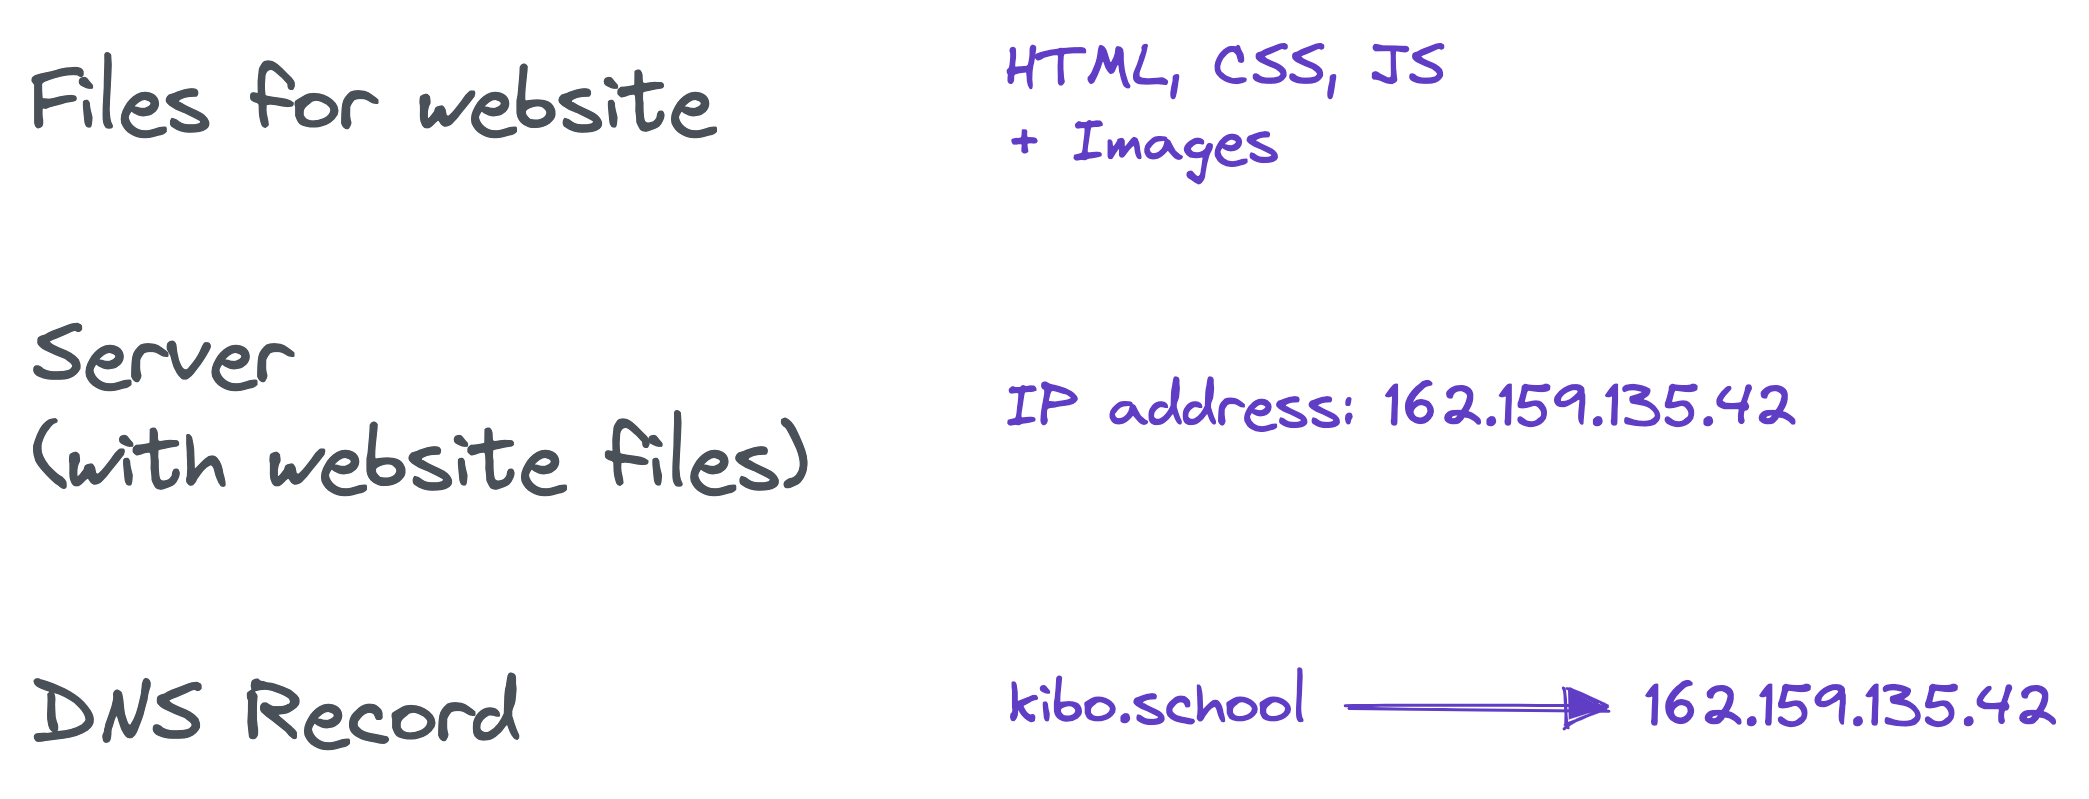 Files for website
HTML, CSS, JS
+ Images
Server
(with website files)
IP address: 162.159.135.42
DNS Record
kibo.school
162.159.135.42